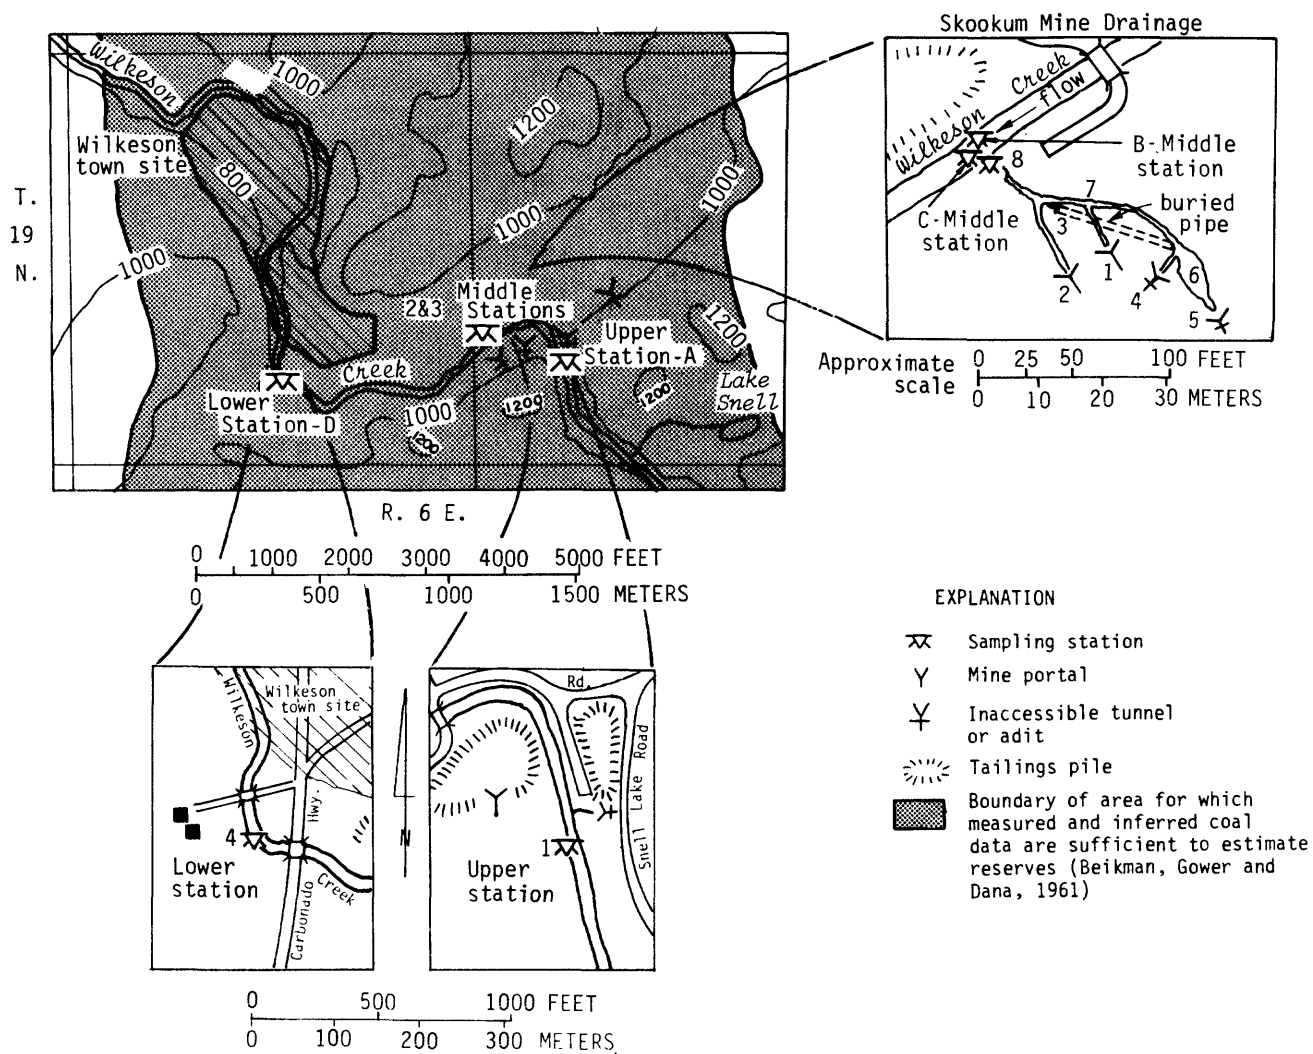 Skookum Mine Drainage
Wilkeson
1000
1200
Wilkeson
town site
800
T.
19
N.
1000
1000
1000
2&3
Middle
Stations
Upper
Station-A
1200
Creek
Lower
Station-D
1000
1200
1200
1200
Lake
Snell
R. 6 E.
Creek
flow
Wilkeson
B-Middle
station
8
7
buried
pipe
C-Middle
station
3
2
1
4
6
5
Approximate
scale
0 25 50 100 FEET
0 10 20 30 METERS
0 1000 2000 3000 4000 5000 FEET
0 500 1000 1500 METERS
Wilkeson
Wilkeson
town site
Hwy.
4
Lower
station
Creek
Carbonado
N
Rd.
Snell Lake Road
1
Upper
station
0 500 1000 FEET
0 100 200 300 METERS
EXPLANATION
Sampling station
Mine portal
Inaccessible tunnel
or adit
Tailings pile
Boundary of area for which
measured and inferred coal
data are sufficient to estimate
reserves (Beikman, Gower and
Dana, 1961)